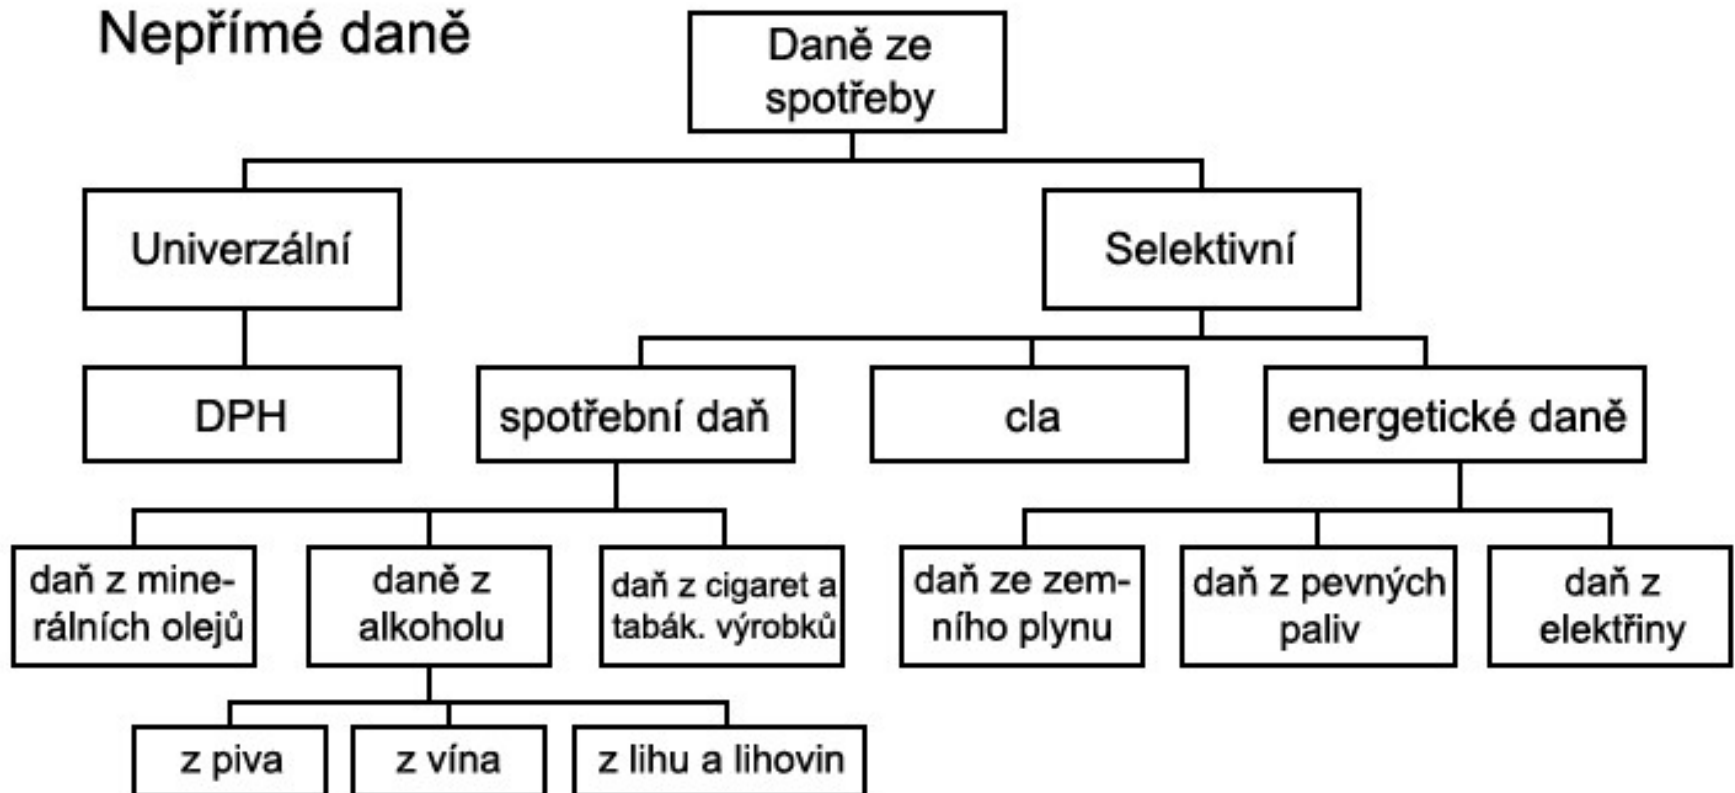 Nepřímé daně
Daně ze
spotřeby
Univerzální
Selektivní
DPH
spotřební daň
cla
energetické daně
daň z mine-
rálních olejů
daně z
alkoholu
daň z cigaret a
tabák. výrobků
daň ze zem-
ního plynu
daň z pevných
paliv
daň z
elektřiny
z piva
z vína
z lihu a lihovin